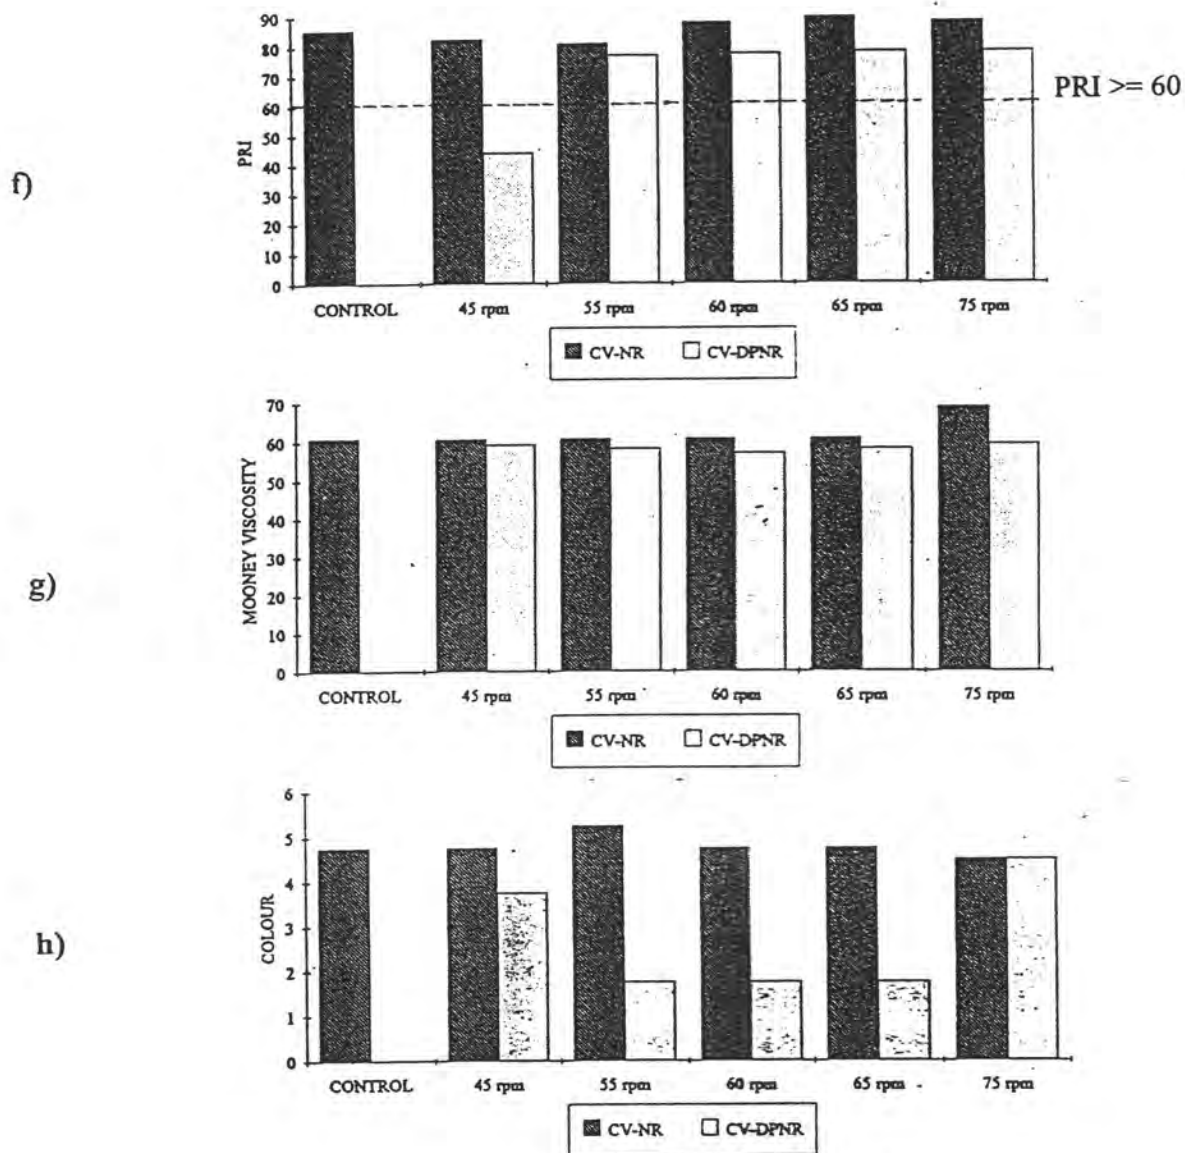 f)
PRI
90
80
70
60
50
40
30
20
10
0
PRI >= 60
CONTROL 45 rpm 55 rpm 60 rpm 65 rpm 75 rpm
CV-NR CV-DPNR
g)
MOONEY VISCOSITY
70
60
50
40
30
20
10
0
CONTROL 45 rpm 55 rpm 60 rpm 65 rpm 75 rpm
CV-NR CV-DPNR
h)
COLOUR
6
5
4
3
2
1
0
CONTROL 45 rpm 55 rpm 60 rpm 65 rpm 75 rpm
CV-NR CV-DPNR